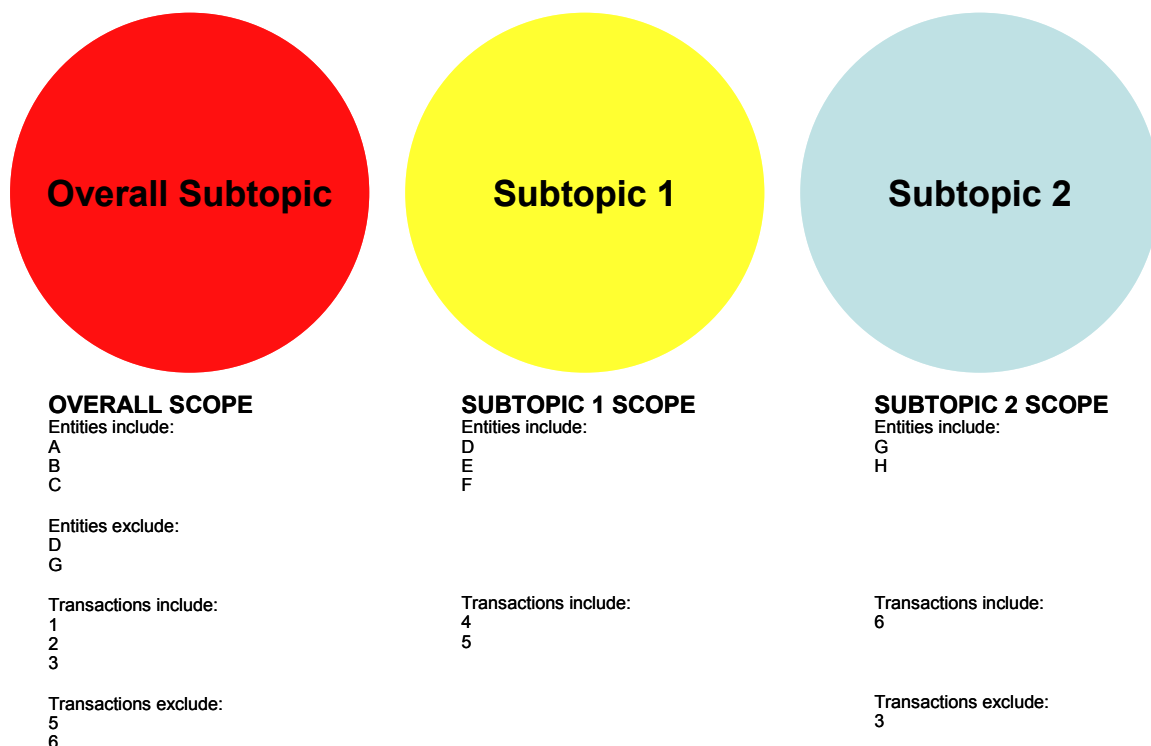 Overall Subtopic
Subtopic 1
Subtopic 2
OVERALL SCOPE
Entities include:
A
B
C
Entities exclude:
D
G
Transactions include:
1
2
3
Transactions exclude:
5
6
SUBTOPIC 1 SCOPE
Entities include:
D
E
F
Transactions include:
4
5
SUBTOPIC 2 SCOPE
Entities include:
G
H
Transactions include:
6
Transactions exclude:
3